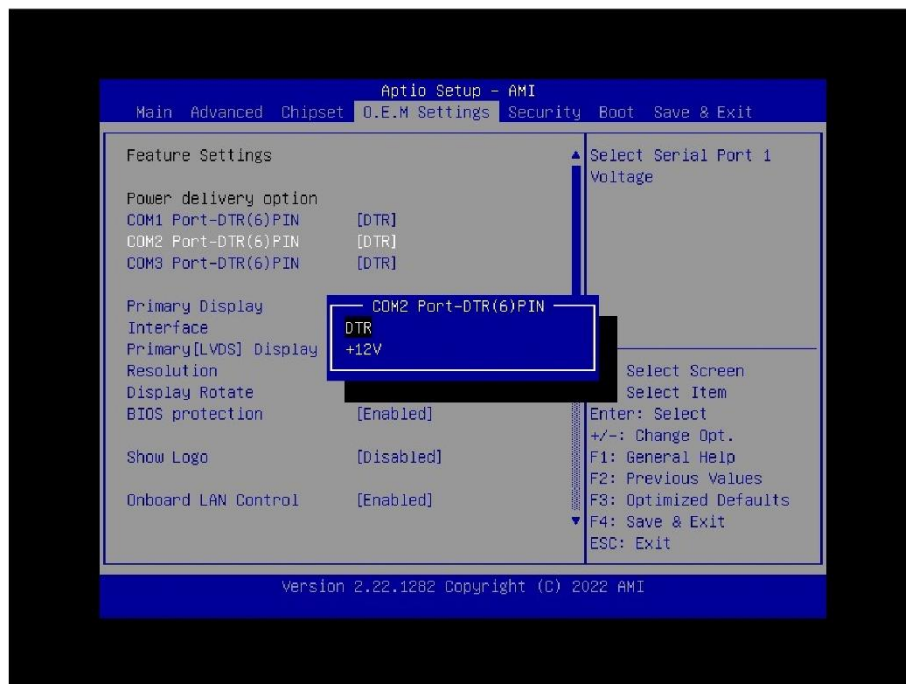 Aptio Setup – AMI
Main Advanced Chipset O.E.M Settings Security Boot Save & Exit
Feature Settings
Power delivery option
COM1 Port-DTR(6)PIN [DTR]
COM2 Port-DTR(6)PIN [DTR]
COM3 Port-DTR(6)PIN [DTR]
Primary Display
Interface
Primary[LVDS] Display
Resolution
Display Rotate
BIOS protection [Enabled]
Show Logo [Disabled]
Onboard LAN Control [Enabled]
COM2 Port-DTR(6)PIN
DTR
+12V
Select Serial Port 1
Voltage
Select Screen
Select Item
Enter: Select
+/-: Change Opt.
F1: General Help
F2: Previous Values
F3: Optimized Defaults
F4: Save & Exit
ESC: Exit
Version 2.22.1282 Copyright (C) 2022 AMI